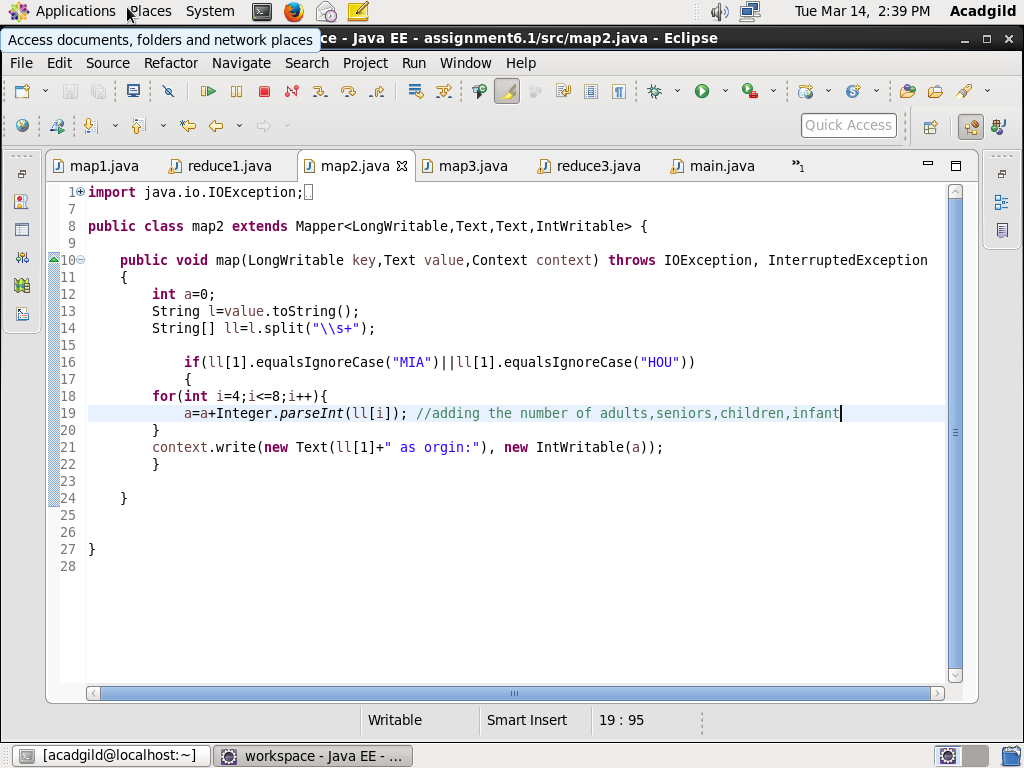 Applications Places System Tue Mar 14, 2:39 PM Acadgild
Access documents, folders and network places
ce - Java EE - assignment6.1/src/map2.java - Eclipse
File Edit Source Refactor Navigate Search Project Run Window Help
Quick Access
map1.java reduce1.java map2.java map3.java reduce3.java main.java »1
1 import java.io.IOException;
7
8 public class map2 extends Mapper<LongWritable,Text,Text,IntWritable> {
9
10 public void map(LongWritable key,Text value,Context context) throws IOException, InterruptedException
11 {
12 int a=0;
13 String l=value.toString();
14 String[] ll=l.split("\\s+");
15
16 if(ll[1].equalsIgnoreCase("MIA")||ll[1].equalsIgnoreCase("HOU"))
17 {
18 for(int i=4;i<=8;i++){
19 a=a+Integer.parseInt(ll[i]); //adding the number of adults,seniors,children,infant
20 }
21 context.write(new Text(ll[1]+" as orgin:"), new IntWritable(a));
22 }
23
24 }
25
26
27 }
28
Writable Smart Insert 19 : 95
[acadgild@localhost:~] workspace - Java EE - ...